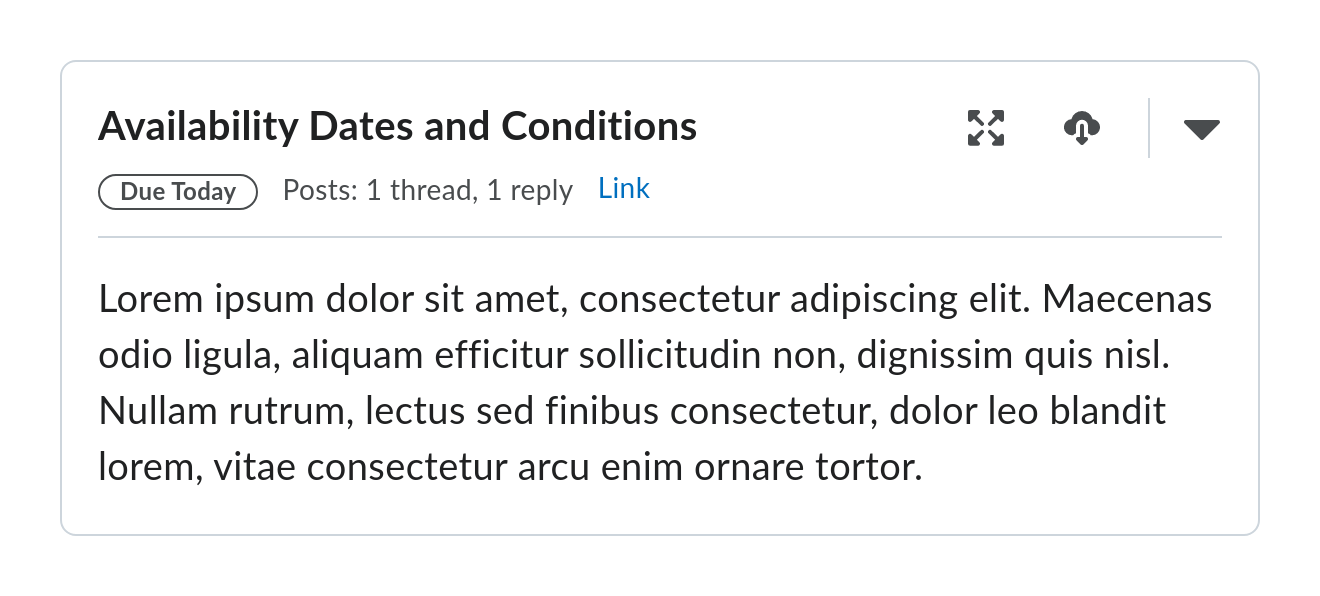 Availability Dates and Conditions
Due Today Posts: 1 thread, 1 reply Link
Lorem ipsum dolor sit amet, consectetur adipiscing elit. Maecenas
odio ligula, aliquam efficitur sollicitudin non, dignissim quis nisl.
Nullam rutrum, lectus sed finibus consectetur, dolor leo blandit
lorem, vitae consectetur arcu enim ornare tortor.